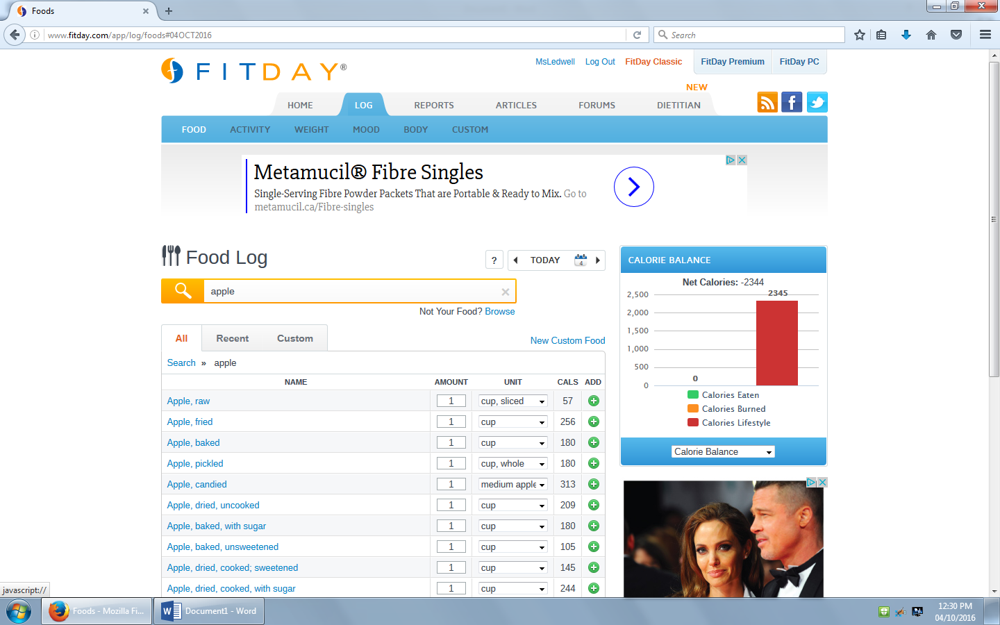 Foods
www.fitday.com/app/log/foods#04OCT2016
Search
FITDAY®
MsLedwell Log Out FitDay Classic FitDay Premium FitDay PC
NEW
HOME LOG REPORTS ARTICLES FORUMS DIETITIAN
FOOD ACTIVITY WEIGHT MOOD BODY CUSTOM
Metamucil® Fibre Singles
Single-Serving Fibre Powder Packets That are Portable & Ready to Mix. Go to
metamucil.ca/Fibre-singles
Food Log
? TODAY 4
apple
Not Your Food? Browse
All Recent Custom
New Custom Food
Search » apple
NAME AMOUNT UNIT CALS ADD
Apple, raw 1 cup, sliced 57
Apple, fried 1 cup 256
Apple, baked 1 cup 180
Apple, pickled 1 cup, whole 180
Apple, candied 1 medium apple 313
Apple, dried, uncooked 1 cup 209
Apple, baked, with sugar 1 cup 180
Apple, baked, unsweetened 1 cup 105
Apple, dried, cooked; sweetened 1 cup 145
Apple, dried, cooked, with sugar 1 cup 244
CALORIE BALANCE
Net Calories: -2344
2345
2,500
2,000
1,500
1,000
500
0
0
Calories Eaten
Calories Burned
Calories Lifestyle
Calorie Balance
javascript://
Foods - Mozilla Fi...
Document1 - Word
12:30 PM
04/10/2016